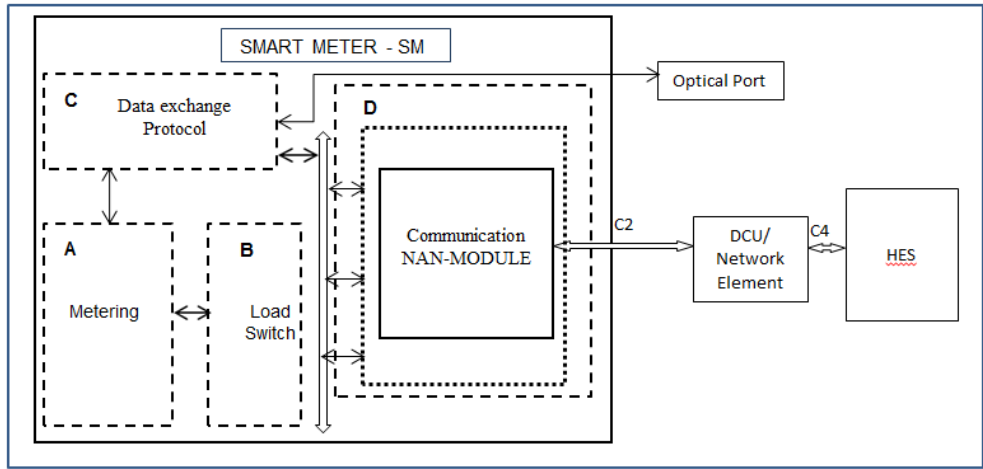 SMART METER - SM
C
Data exchange
Protocol
D
Optical Port
A
Metering
B
Load
Switch
Communication
NAN-MODULE
C2
DCU/
Network
Element
C4
HES